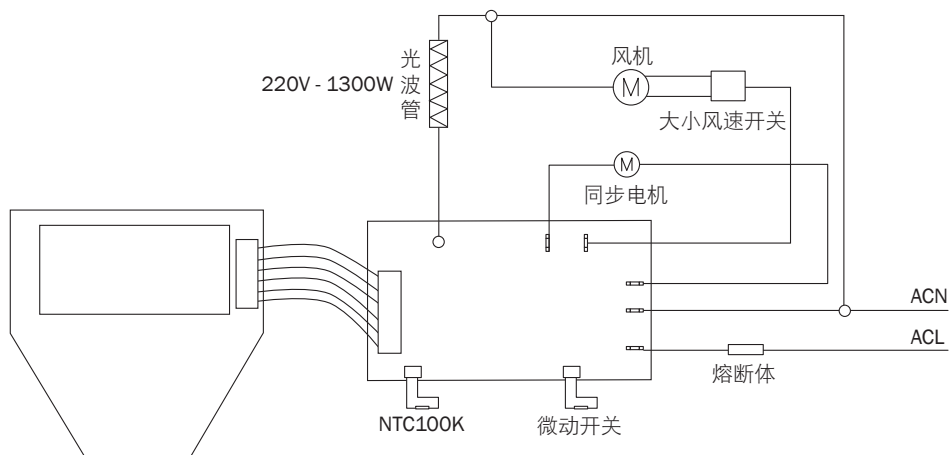 光波管
220V - 1300W
风机
M
大小风速开关
M
同步电机
ACN
ACL
熔断体
NTC100K
微动开关